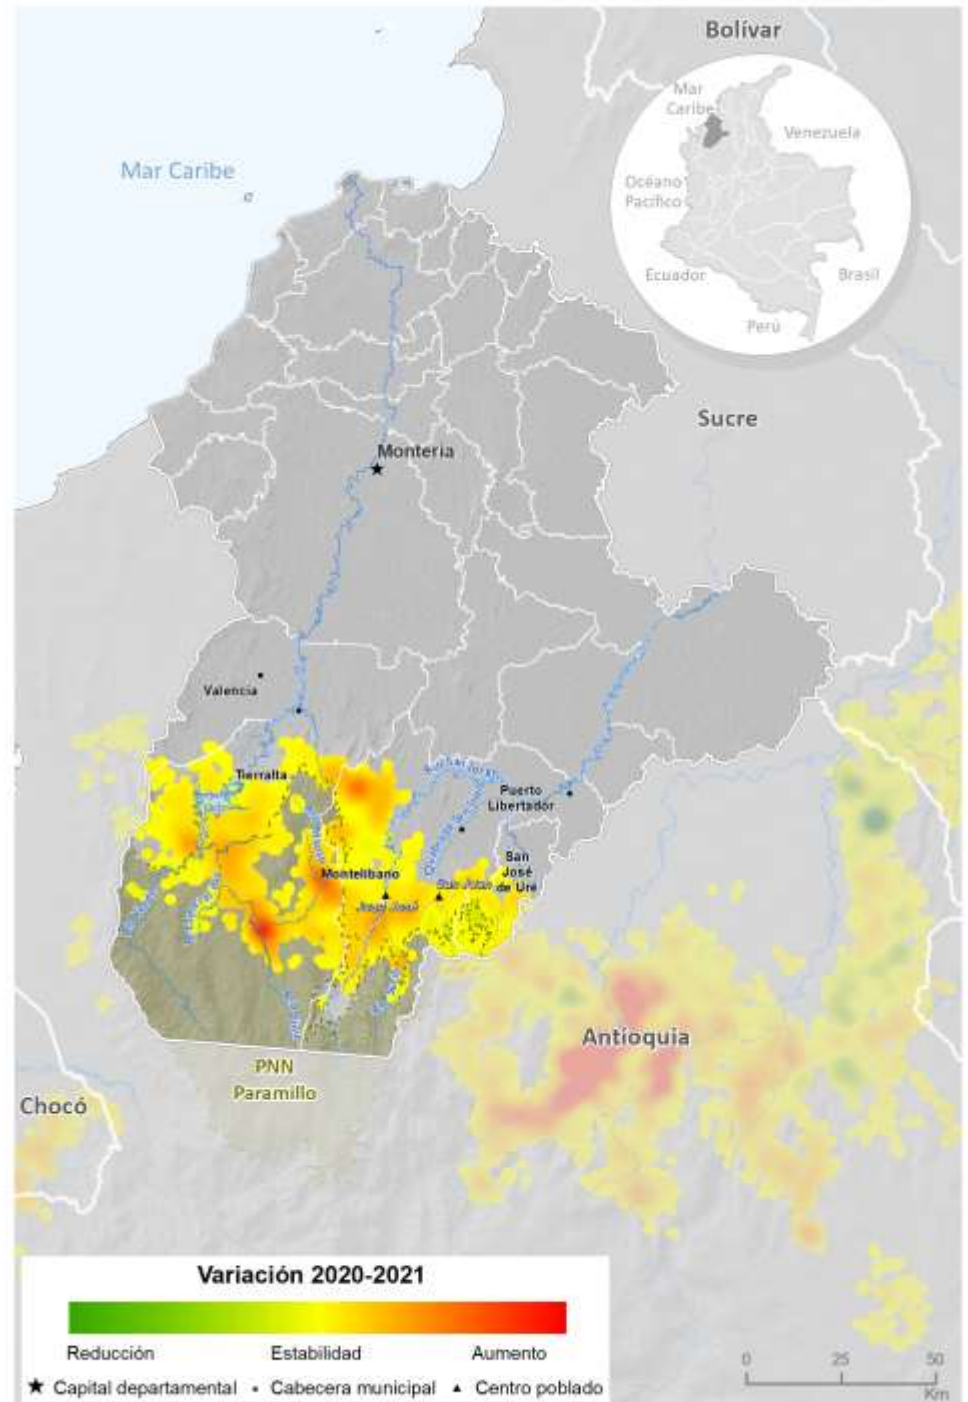 Bolívar
Mar
Caribe
Venezuela
Océano
Pacífico
Ecuador
Brasil
Perú
Mar Caribe
Sucre
Montería
Valencia
Tierralta
Puerto
Libertador
San
José
de Uré
Montelíbano
San Juan
Antioquia
PNN
Paramillo
Chocó
Variación 2020-2021
Reducción
Estabilidad
Aumento
Capital departamental
Cabecera municipal
Centro poblado
0
25
50
Km